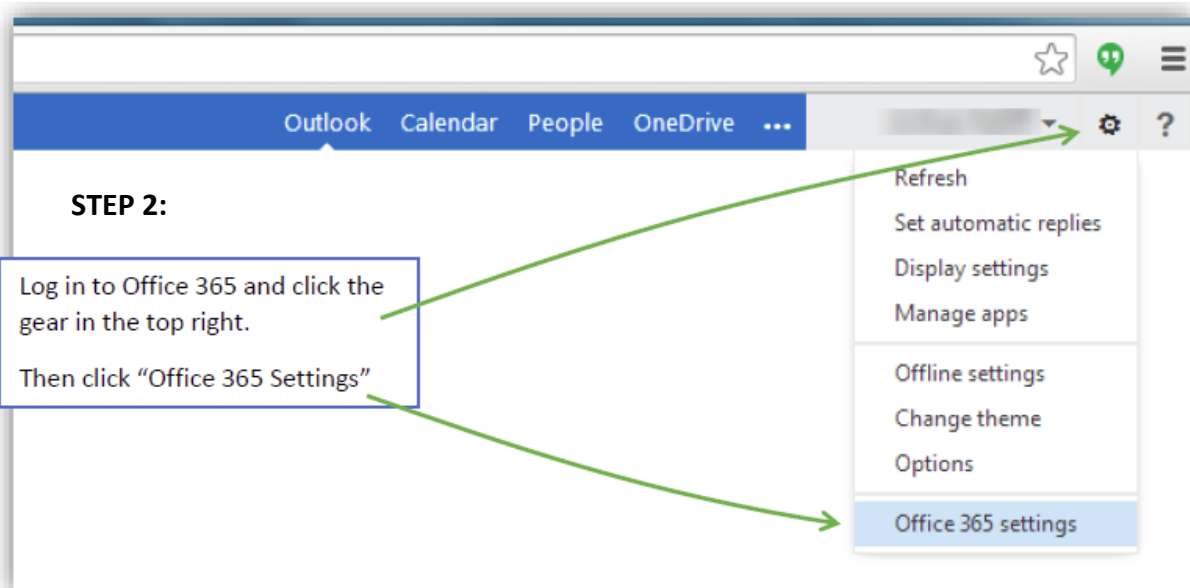 Outlook Calendar People OneDrive ••• ?
STEP 2:
Log in to Office 365 and click the
gear in the top right.
Then click “Office 365 Settings”
Refresh
Set automatic replies
Display settings
Manage apps
Offline settings
Change theme
Options
Office 365 settings